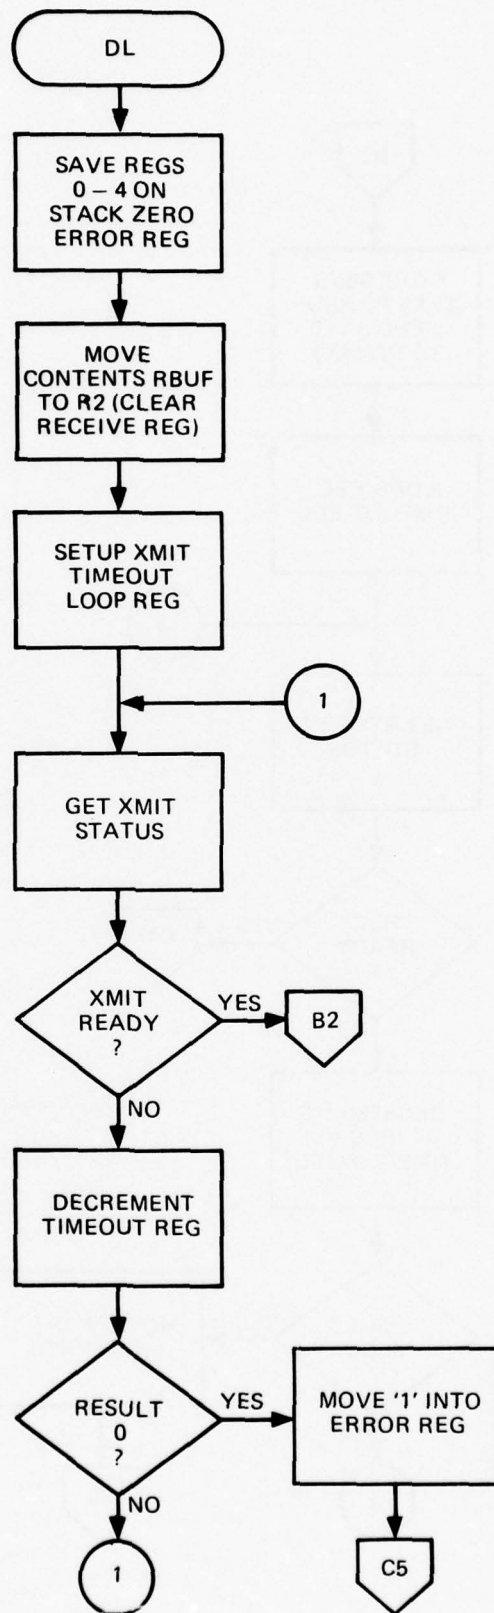 DL
SAVE REGS
0 – 4 ON
STACK ZERO
ERROR REG
MOVE
CONTENTS RBUF
TO R2 (CLEAR
RECEIVE REG)
SETUP XMIT
TIMEOUT
LOOP REG
1
GET XMIT
STATUS
XMIT
READY
?
YES
B2
NO
DECREMENT
TIMEOUT REG
RESULT
0
?
YES
MOVE '1' INTO
ERROR REG
NO
1
C5